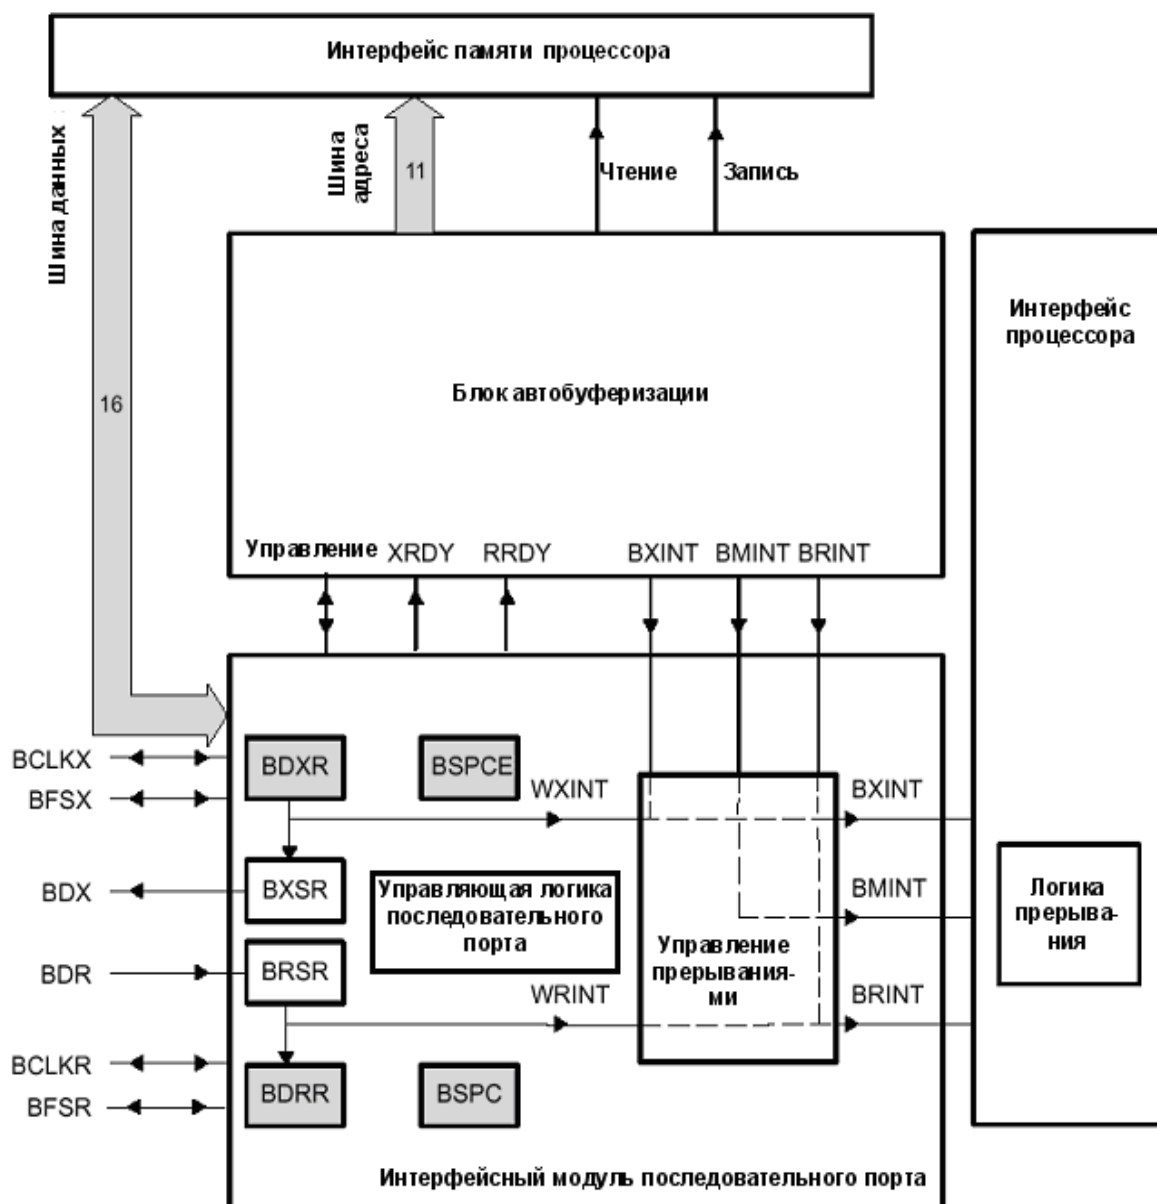 Интерфейс памяти процессора
Шина данных
Шина
адреса
11
Чтение
Запись
16
Интерфейс
процессора
Блок автобуферизации
Управление XRDY RRDY BXINT BMINT BRINT
BCLKX
BFSX
BDX
BDR
BCLKR
BFSR
BDXR
BSPCE
BXSR
BRSR
BDRR
BSPC
WXINT
WRINT
Управляющая логика
последовательного
порта
Управление
прерывания-
ми
BXINT
BMINT
BRINT
Логика
прерыва-
ния
Интерфейсный модуль последовательного порта